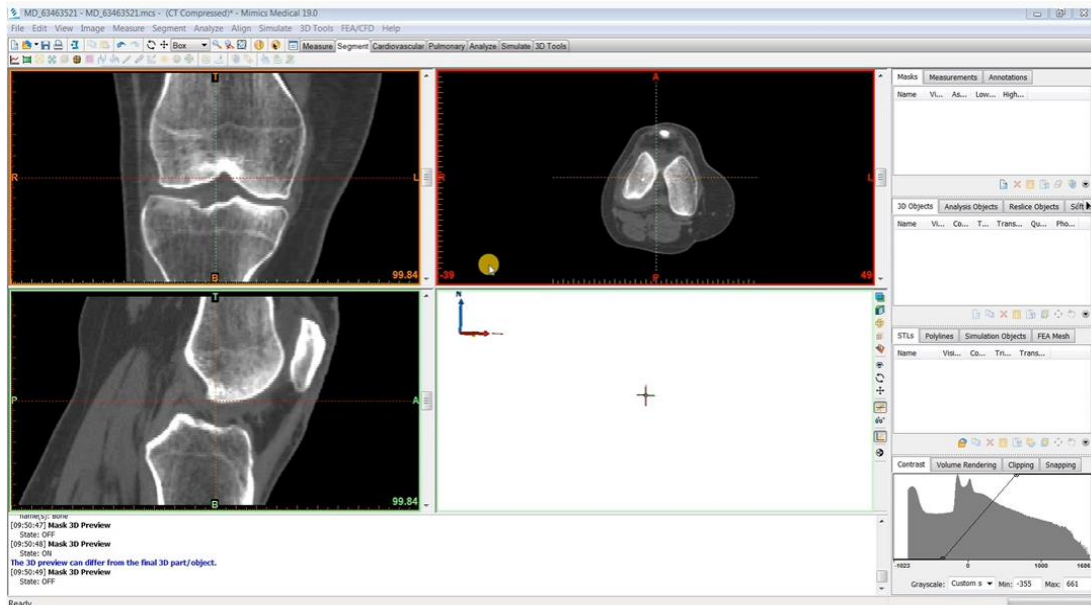 MD_63463521 - MD_63463521.mcs - (CT Compressed)* - Mimics Medical 19.0
File Edit View Image Measure Segment Analyze Align Simulate 3D Tools FEA/CFD Help
Box Measure Segment Cardiovascular Pulmonary Analyze Simulate 3D Tools
T
R L
B
99.84
A
R L
P
-39 49
T
P A
B
99.84
N
Masks Measurements Annotations
Name Vi... As... Low... High...
3D Objects Analysis Objects Reslice Objects Soft
Name Vi... Co... T... Trans... Qu... Pho...
STLs Polylines Simulation Objects FEA Mesh
Name Visi... Co... Tri... Trans...
Contrast Volume Rendering Clipping Snapping
-1023 0 1000
Grayscale: Custom s Min: -355 Max: 661
name(s): Bone
[09:50:47] Mask 3D Preview
State: OFF
[09:50:48] Mask 3D Preview
State: ON
The 3D preview can differ from the final 3D part/object.
[09:50:49] Mask 3D Preview
State: OFF
Ready